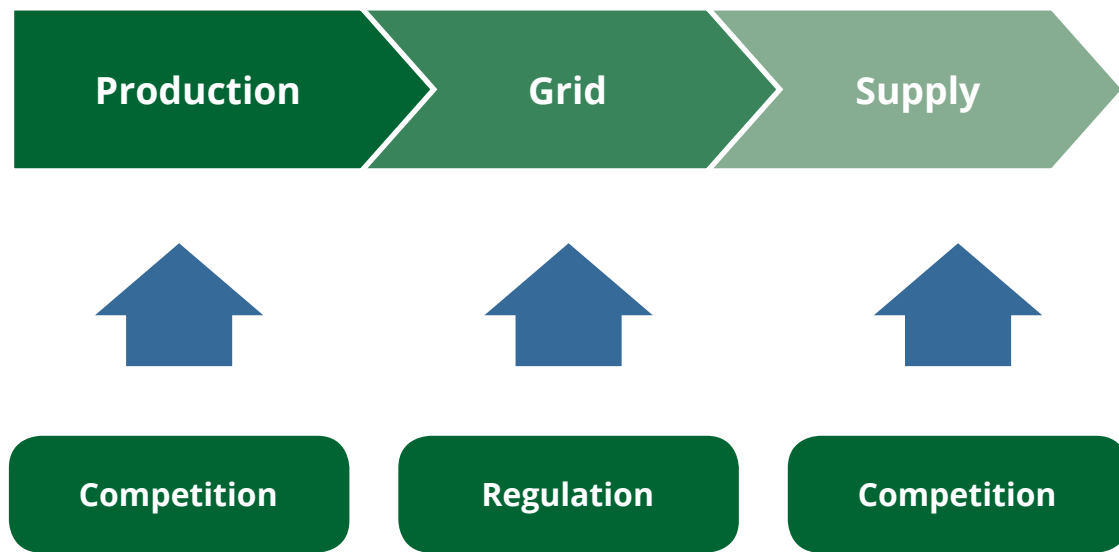 Production
Grid
Supply
Competition
Regulation
Competition